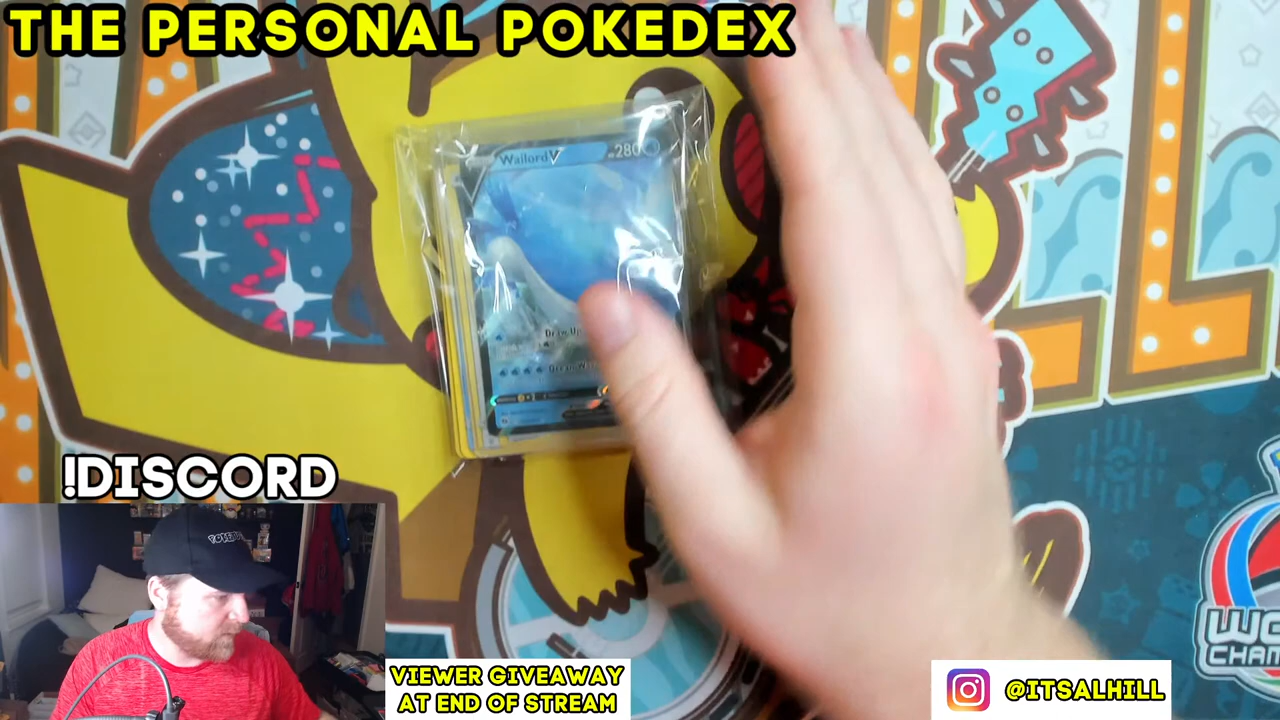 THE PERSONAL POKEDEX
Wailord V
280
!DISCORD
VIEWER GIVEAWAY
AT END OF STREAM
@ITSALHILL